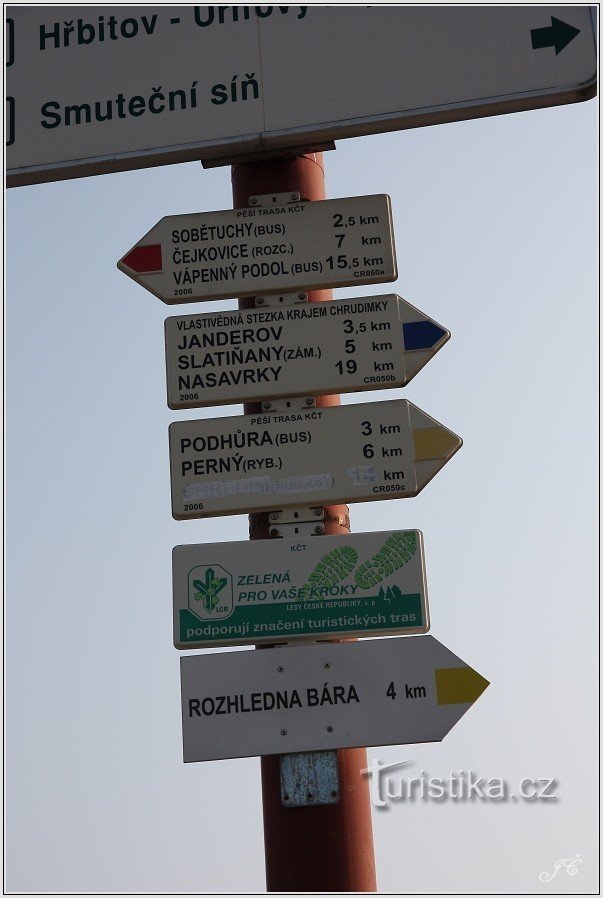 Hřbitov -
Smuteční síň
PĚŠÍ TRASA KČT
SOBĚTUCHY (BUS) 2,5 km
ČEJKOVICE (ROZC.) 7 km
VÁPENNÝ PODOL (BUS) 15,5 km
2006 CR050a
VLASTIVĚDNÁ STEZKA KRAJEM CHRUDIMKY
JANDEROV 3,5 km
SLATIŇANY (ZÁM.) 5 km
NASAVRKY 19 km
2006 CR050b
PĚŠÍ TRASA KČT
PODHŮRA (BUS) 3 km
PERNÝ (RYB.) 6 km
km
2006 CR050c
KČT
ZELENÁ
PRO VAŠE KROKY
LČR
LESY ČESKÉ REPUBLIKY, s. p.
podporují značení turistických tras
ROZHLEDNA BÁRA 4 km
Turistika.cz
JČ